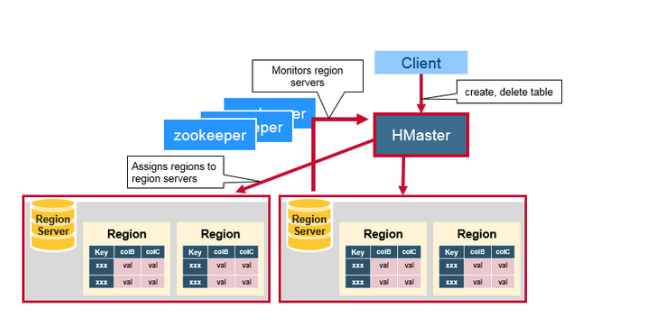 Client
Monitors region
servers
create, delete table
er
per
zookeeper
HMaster
Assigns regions to
region servers
Region
Server
Region
Key colB colC
xxx val val
xxx val val
Region
Key colB colC
xxx val val
xxx val val
Region
Server
Region
Key colB colC
xxx val val
xxx val val
Region
Key colB colC
xxx val val
xxx val val